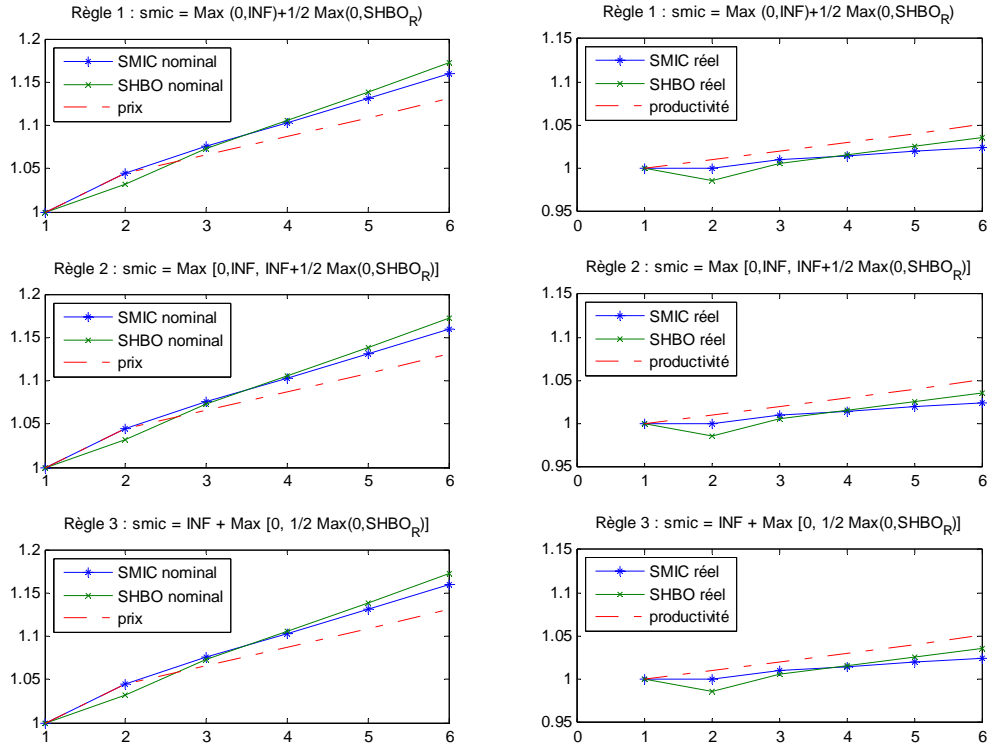 Règle 1 : smic = Max (0,INF)+1/2 Max(0,SHBO_R)
1.2
1.15
1.1
1.05
1
1 2 3 4 5 6
SMIC nominal
SHBO nominal
prix
Règle 1 : smic = Max (0,INF)+1/2 Max(0,SHBO_R)
1.15
1.1
1.05
1
0.95
0 1 2 3 4 5 6
SMIC réel
SHBO réel
productivité
Règle 2 : smic = Max [0,INF, INF+1/2 Max(0,SHBO_R)]
1.2
1.15
1.1
1.05
1
1 2 3 4 5 6
SMIC nominal
SHBO nominal
prix
Règle 2 : smic = Max [0,INF, INF+1/2 Max(0,SHBO_R)]
1.15
1.1
1.05
1
0.95
0 1 2 3 4 5 6
SMIC réel
SHBO réel
productivité
Règle 3 : smic = INF + Max [0, 1/2 Max(0,SHBO_R)]
1.2
1.15
1.1
1.05
1
1 2 3 4 5 6
SMIC nominal
SHBO nominal
prix
Règle 3 : smic = INF + Max [0, 1/2 Max(0,SHBO_R)]
1.15
1.1
1.05
1
0.95
0 1 2 3 4 5 6
SMIC réel
SHBO réel
productivité